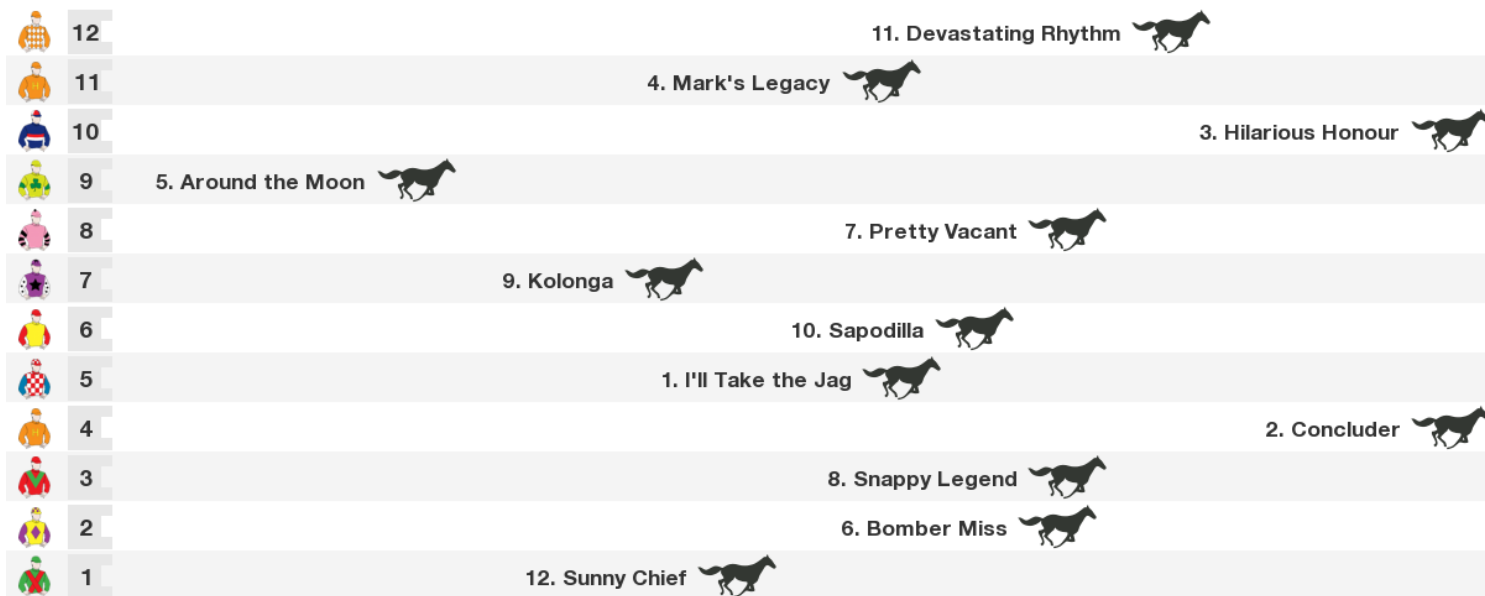 12 11. Devastating Rhythm
11 4. Mark's Legacy
10 3. Hilarious Honour
9 5. Around the Moon
8 7. Pretty Vacant
7 9. Kolonga
6 10. Sapodilla
5 1. I'll Take the Jag
4 2. Concluder
3 8. Snappy Legend
2 6. Bomber Miss
1 12. Sunny Chief